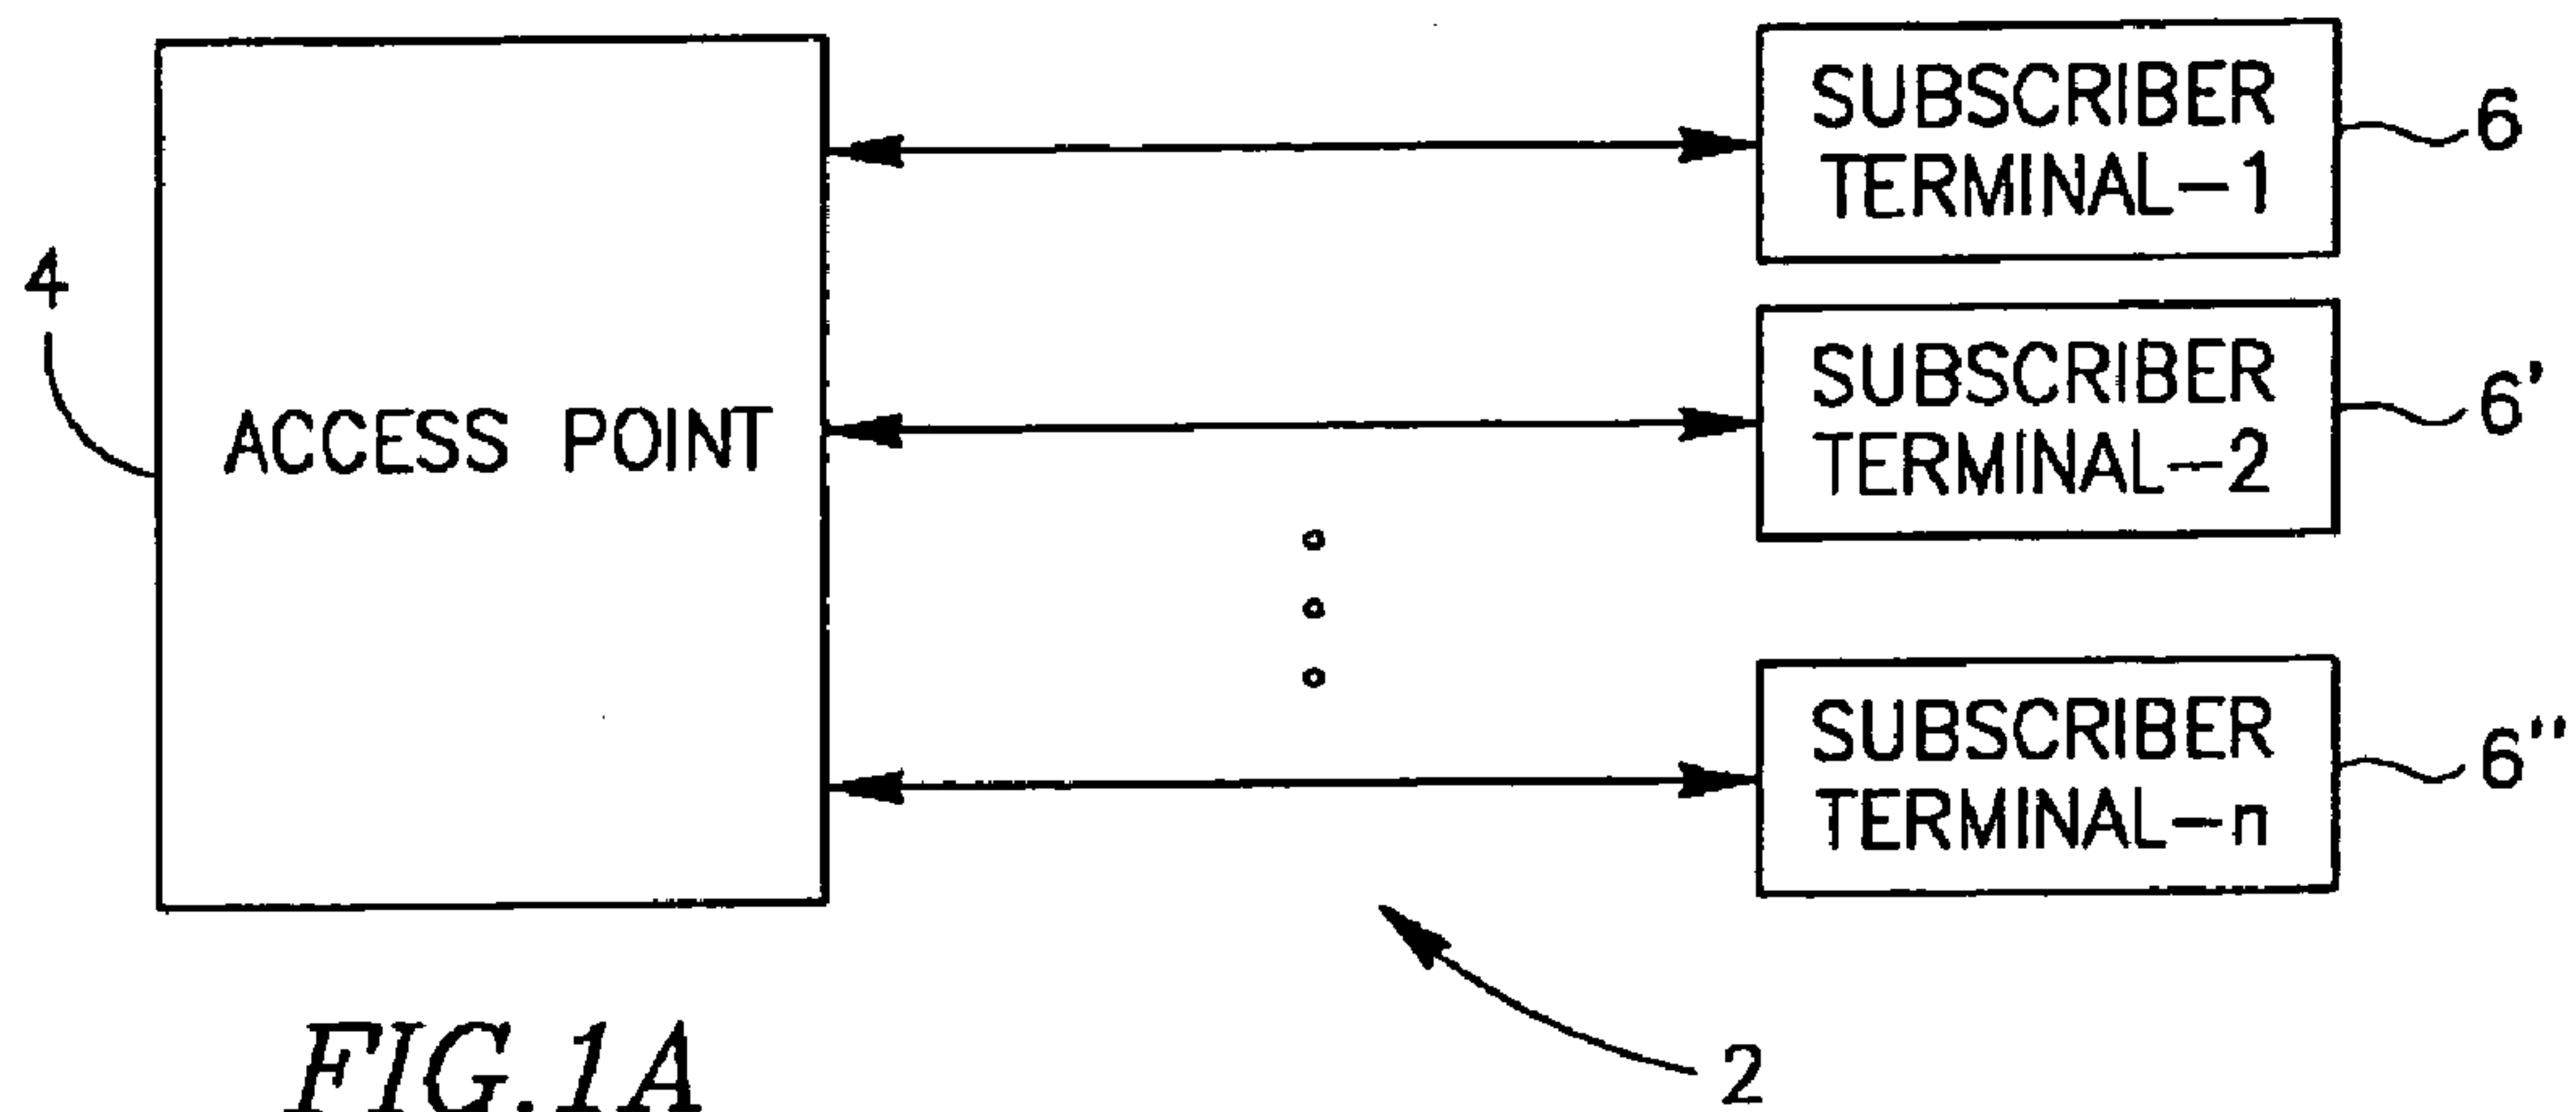 SUBSCRIBER
TERMINAL-1
6
4
ACCESS POINT
SUBSCRIBER
TERMINAL-2
6'
SUBSCRIBER
TERMINAL-n
6"
2
FIG.1A